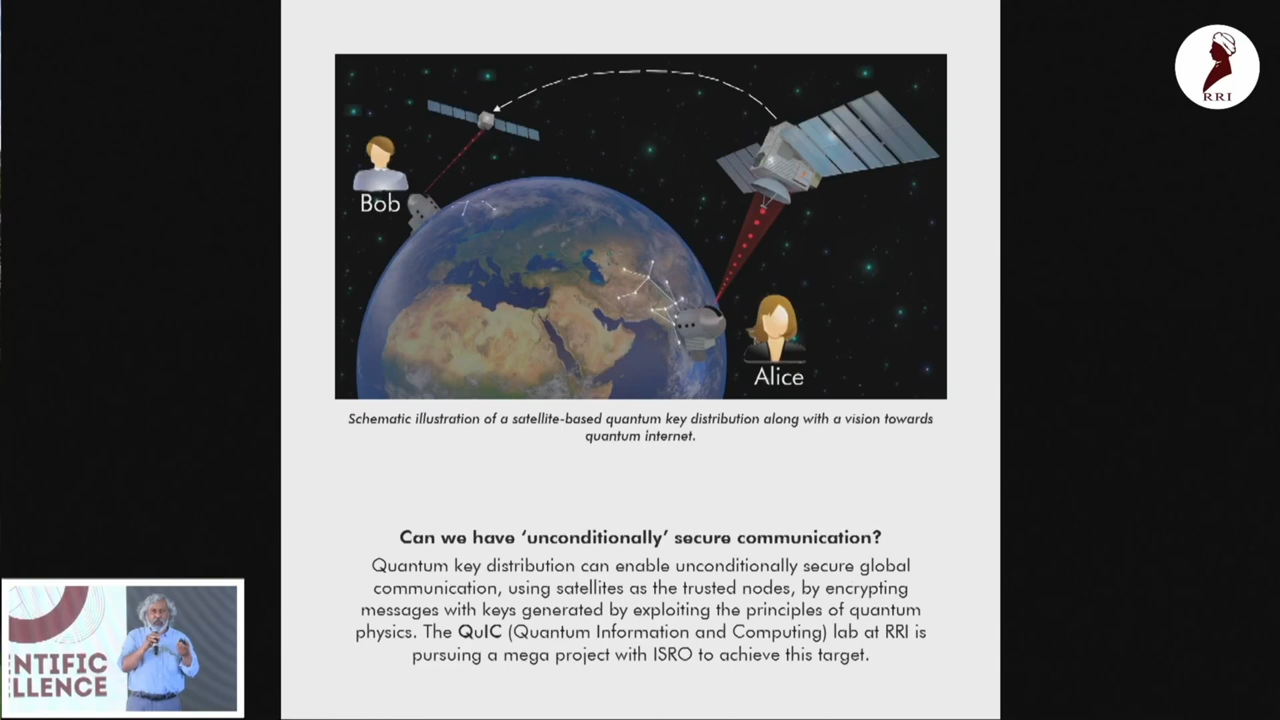 RRI
Bob
Alice
Schematic illustration of a satellite-based quantum key distribution along with a vision towards
quantum internet.
Can we have ‘unconditionally’ secure communication?
Quantum key distribution can enable unconditionally secure global
communication, using satellites as the trusted nodes, by encrypting
messages with keys generated by exploiting the principles of quantum
physics. The QuIC (Quantum Information and Computing) lab at RRI is
pursuing a mega project with ISRO to achieve this target.
NTIFIC
LLENCE